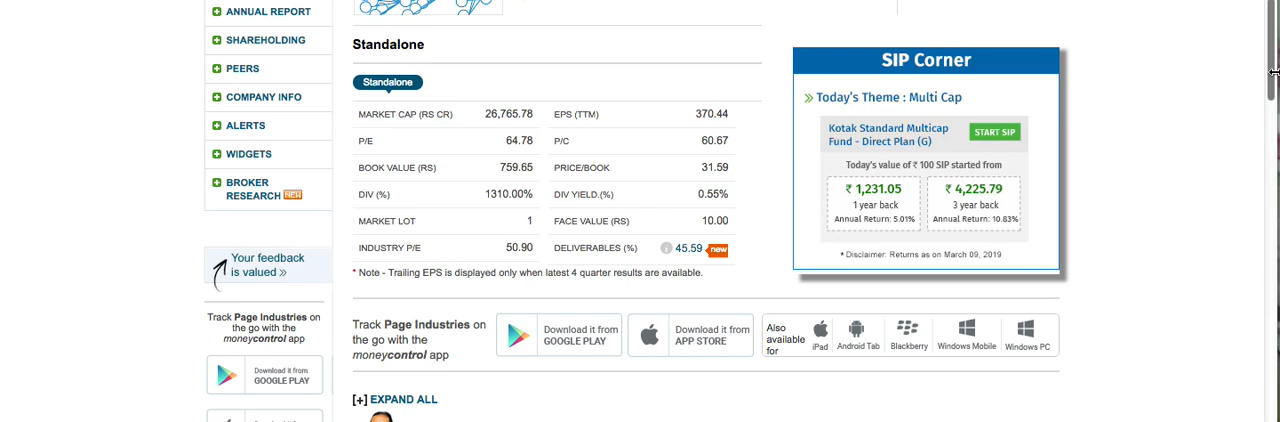 ANNUAL REPORT
SHAREHOLDING
PEERS
COMPANY INFO
ALERTS
WIDGETS
BROKER
RESEARCH NEW
Your feedback
is valued »
Track Page Industries on
the go with the
moneycontrol app
Download it from
GOOGLE PLAY
Standalone
Standalone
MARKET CAP (RS CR) 26,765.78 EPS (TTM) 370.44
P/E 64.78 P/C 60.67
BOOK VALUE (RS) 759.65 PRICE/BOOK 31.59
DIV (%) 1310.00% DIV YIELD.(%) 0.55%
MARKET LOT 1 FACE VALUE (RS) 10.00
INDUSTRY P/E 50.90 DELIVERABLES (%) i 45.59 new
* Note - Trailing EPS is displayed only when latest 4 quarter results are available.
SIP Corner
» Today's Theme : Multi Cap
Kotak Standard Multicap
Fund - Direct Plan (G)
START SIP
Today's value of ₹ 100 SIP started from
₹ 1,231.05 ₹ 4,225.79
1 year back 3 year back
Annual Return: 5.01% Annual Return: 10.83%
* Disclaimer: Returns as on March 09, 2019
Track Page Industries on
the go with the
moneycontrol app
Download it from
GOOGLE PLAY
Download it from
APP STORE
Also
available
for
iPad Android Tab Blackberry Windows Mobile Windows PC
[+] EXPAND ALL